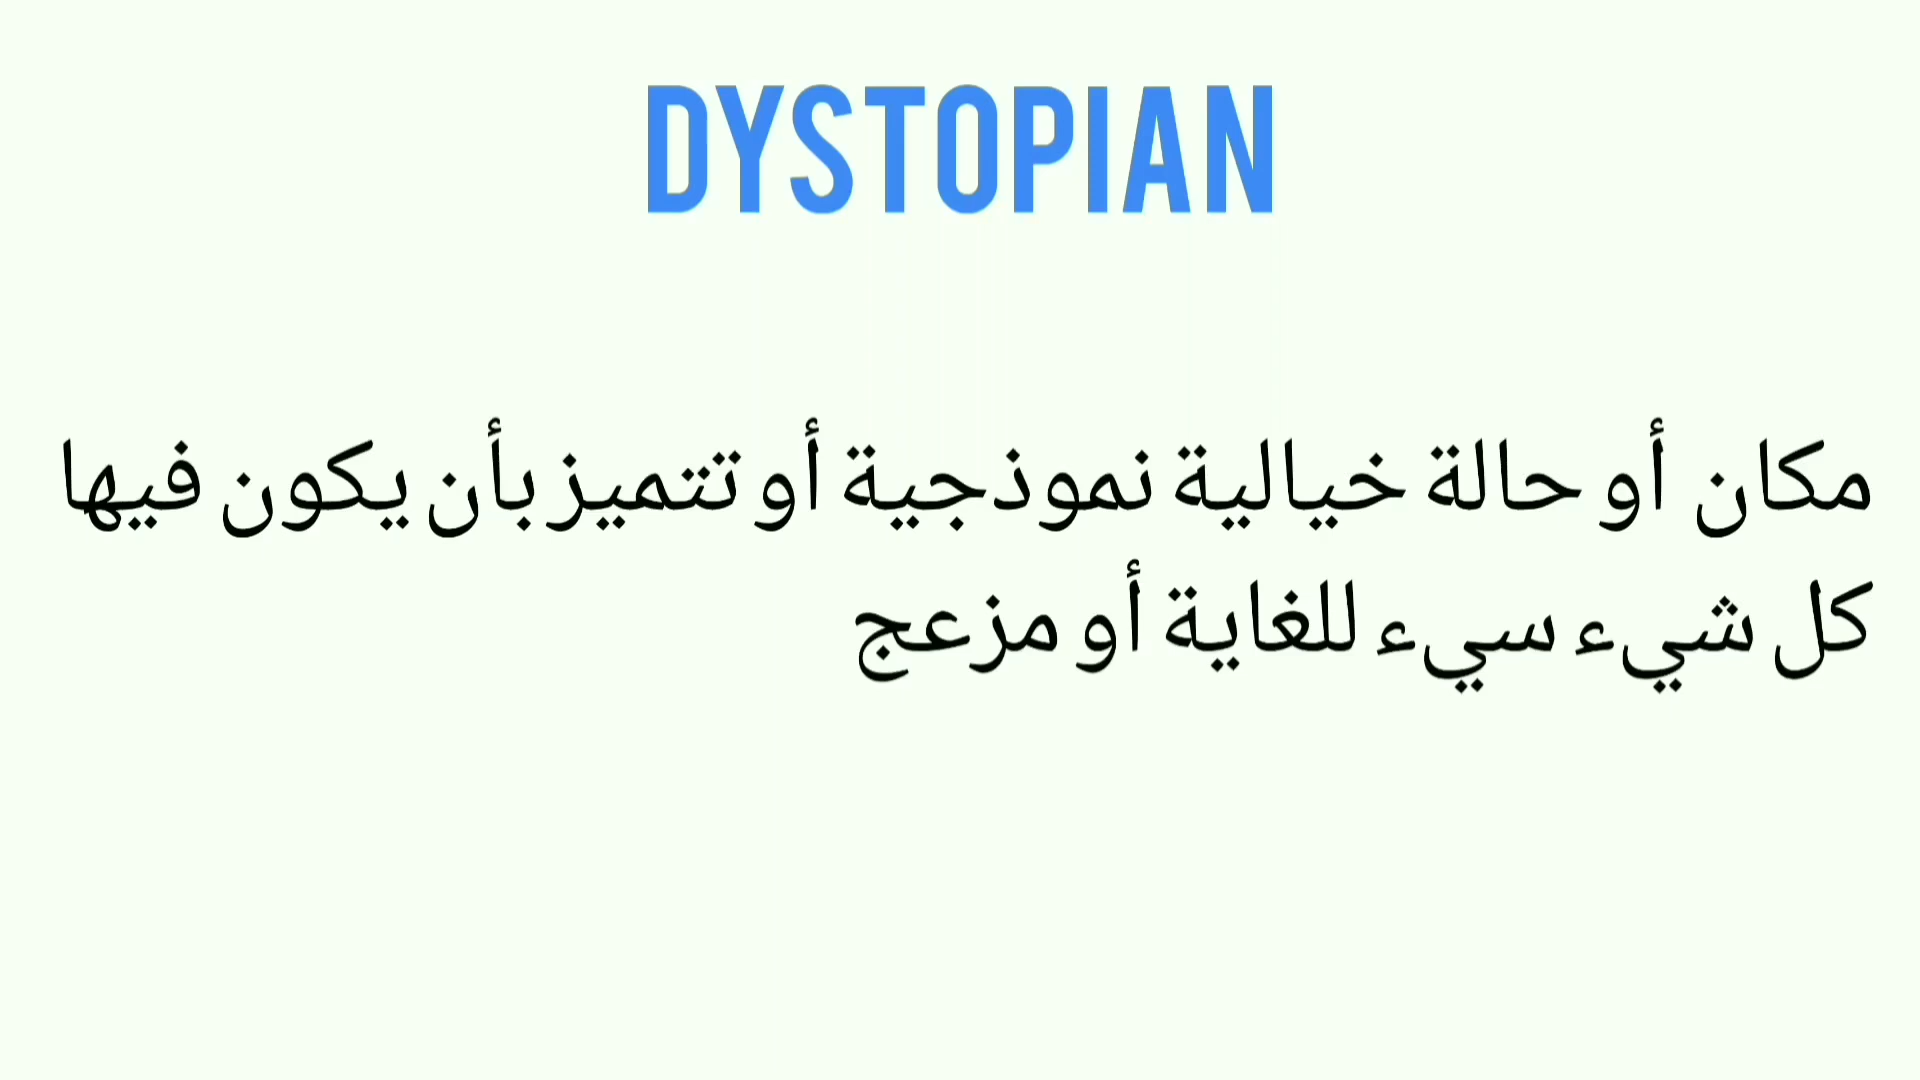 DYSTOPIAN
مكان أو حالة خيالية نموذجية أو تتميز بأن يكون فيها
كل شيء سيء للغاية أو مزعج